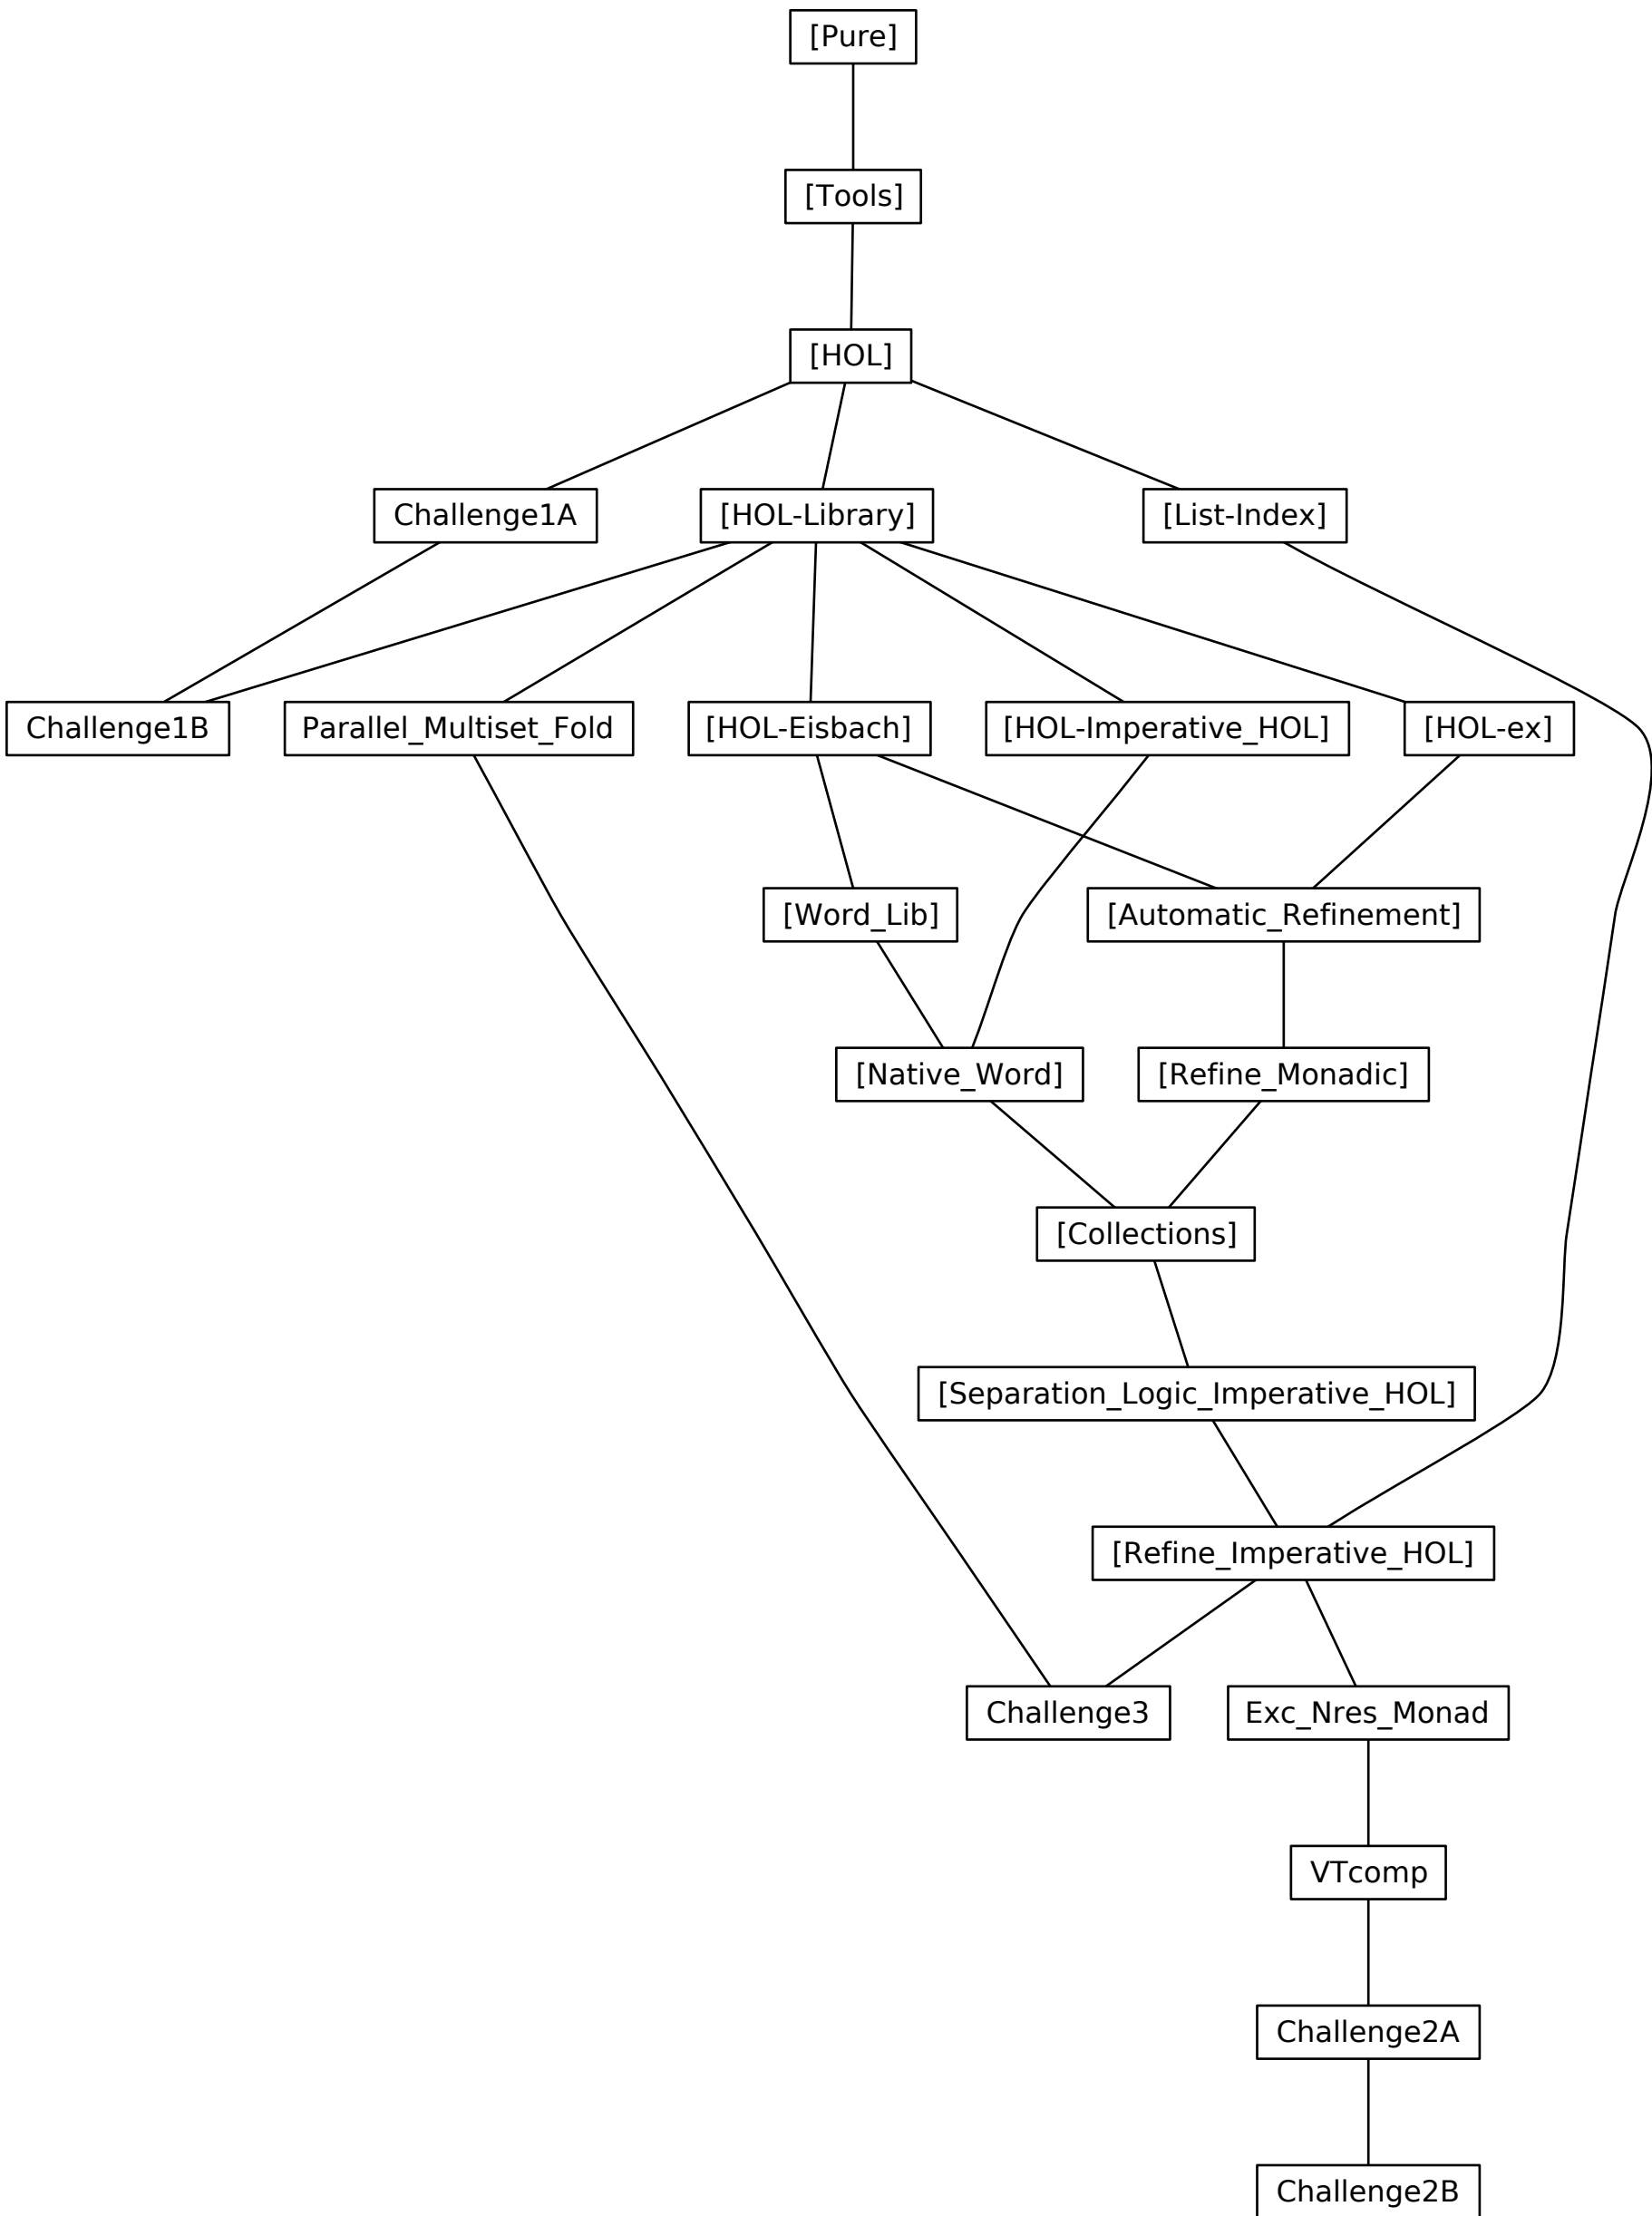 [Pure]
[Tools]
[HOL]
Challenge1A
[HOL-Library]
[List-Index]
Challenge1B
Parallel_Multiset_Fold
[HOL-Eisbach]
[HOL-Imperative_HOL]
[HOL-ex]
[Word_Lib]
[Automatic_Refinement]
[Native_Word]
[Refine_Monadic]
[Collections]
[Separation_Logic_Imperative_HOL]
[Refine_Imperative_HOL]
Challenge3
Exc_Nres_Monad
VTcomp
Challenge2A
Challenge2B